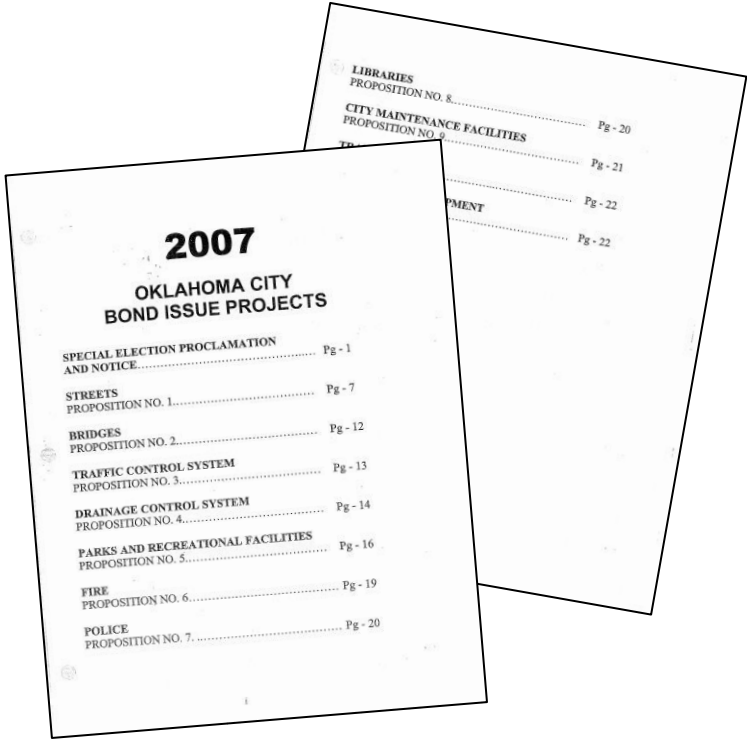 2007
OKLAHOMA CITY
BOND ISSUE PROJECTS
SPECIAL ELECTION PROCLAMATION
AND NOTICE........................................ Pg - 1
STREETS
PROPOSITION NO. 1................................ Pg - 7
BRIDGES
PROPOSITION NO. 2................................ Pg - 12
TRAFFIC CONTROL SYSTEM
PROPOSITION NO. 3................................ Pg - 13
DRAINAGE CONTROL SYSTEM
PROPOSITION NO. 4................................ Pg - 14
PARKS AND RECREATIONAL FACILITIES
PROPOSITION NO. 5................................ Pg - 16
FIRE
PROPOSITION NO. 6................................ Pg - 19
POLICE
PROPOSITION NO. 7. ................................ Pg - 20
i
LIBRARIES
PROPOSITION NO. 8................................ Pg - 20
CITY MAINTENANCE FACILITIES
PROPOSITION NO. 9................................ Pg - 21
Pg - 22
Pg - 22